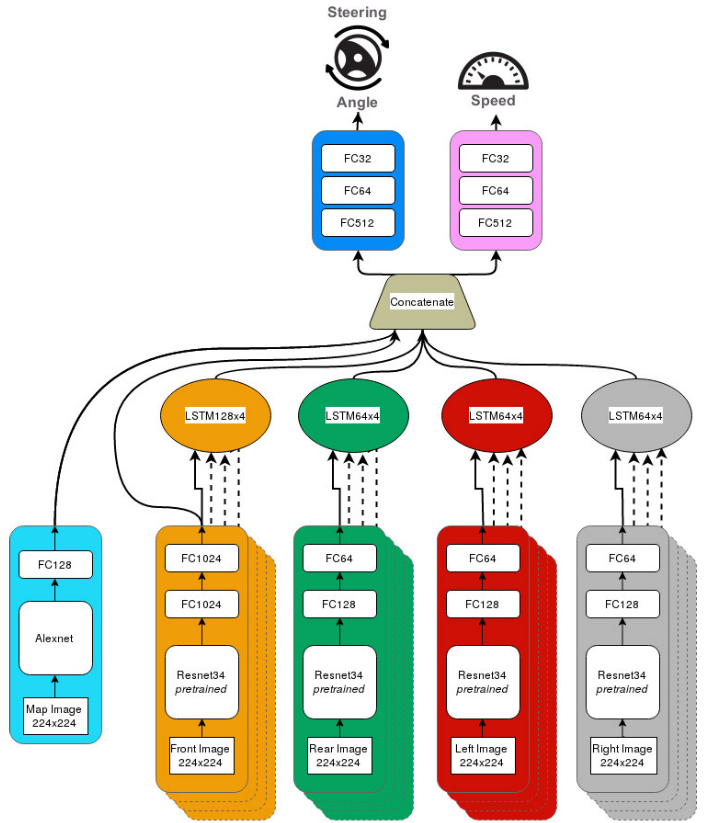 Steering
Angle
Speed
FC32
FC64
FC512
FC32
FC64
FC512
Concatenate
LSTM128x4
LSTM64x4
LSTM64x4
LSTM64x4
FC128
Alexnet
Map Image
224x224
FC1024
FC1024
Resnet34
pretrained
Front Image
224x224
FC64
FC128
Resnet34
pretrained
Rear Image
224x224
FC64
FC128
Resnet34
pretrained
Left Image
224x224
FC64
FC128
Resnet34
pretrained
Right Image
224x224